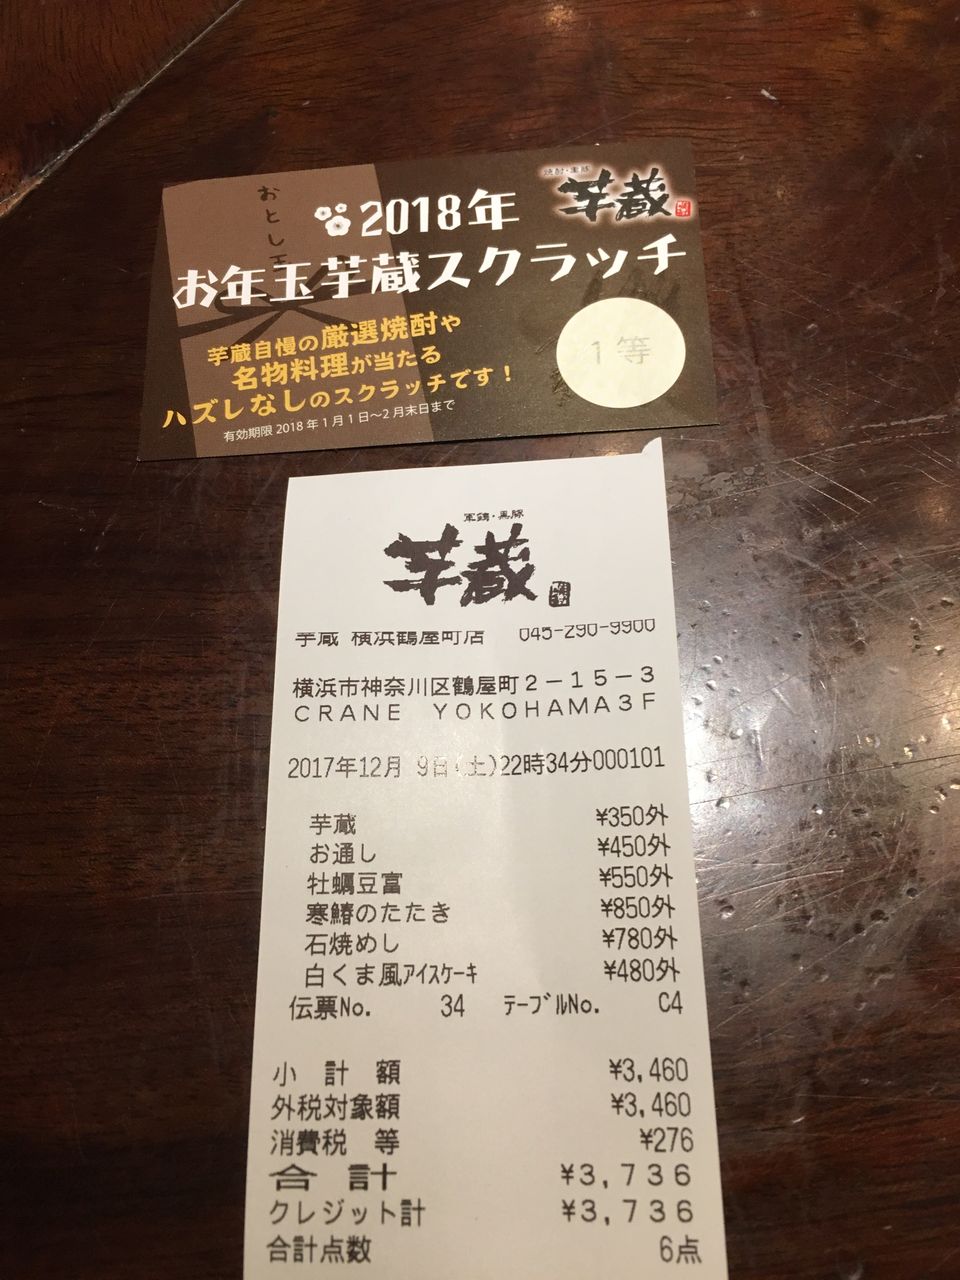 おとし玉
焼酎・黒豚
芋蔵
2018年
お年玉芋蔵スクラッチ
芋蔵自慢の厳選焼酎や
名物料理が当たる
ハズレなしのスクラッチです！
有効期限 2018年1月1日〜2月末日まで
1等
軍鶏・黒豚
芋蔵
芋蔵 横浜鶴屋町店 045-290-9900
横浜市神奈川区鶴屋町2－15－3
CRANE YOKOHAMA3F
2017年12月 9日(土)22時34分000101
芋蔵 ¥350外
お通し ¥450外
牡蠣豆富 ¥550外
寒鰆のたたき ¥850外
石焼めし ¥780外
白くま風ｱｲｽｹｰｷ ¥480外
伝票No. 34 ﾃｰﾌﾞﾙNo. C4
小計額 ¥3,460
外税対象額 ¥3,460
消費税 等 ¥276
合計 ¥3,736
クレジット計 ¥3,736
合計点数 6点